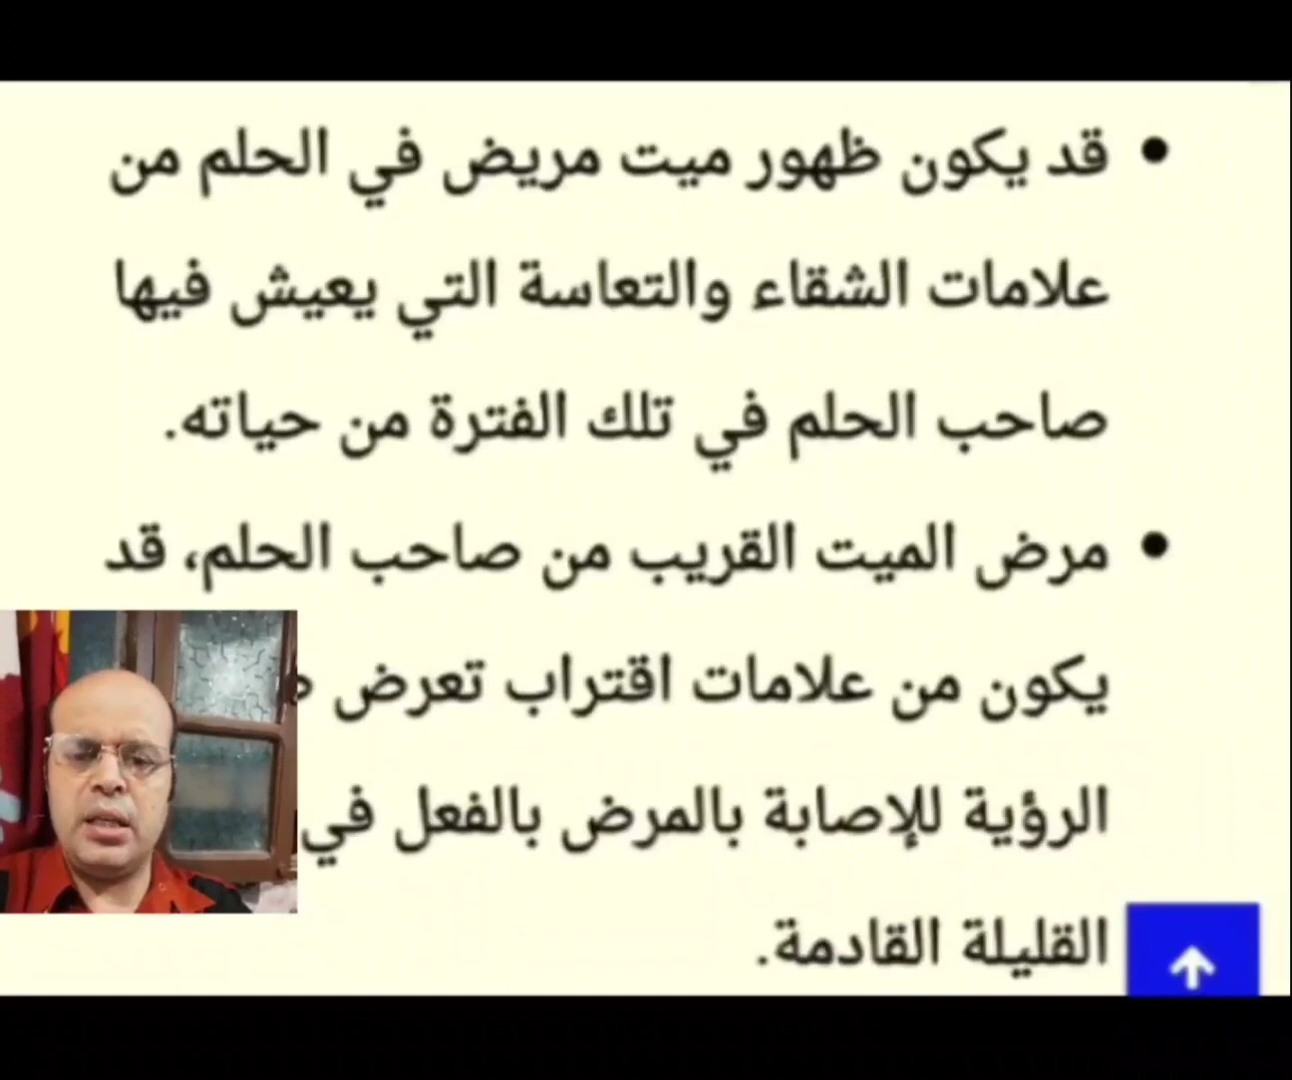 قد يكون ظهور ميت مريض في الحلم من
علامات الشقاء والتعاسة التي يعيش فيها
صاحب الحلم في تلك الفترة من حياته.
مرض الميت القريب من صاحب الحلم، قد
يكون من علامات اقتراب تعرض
الرؤية للإصابة بالمرض بالفعل في
القليلة القادمة.